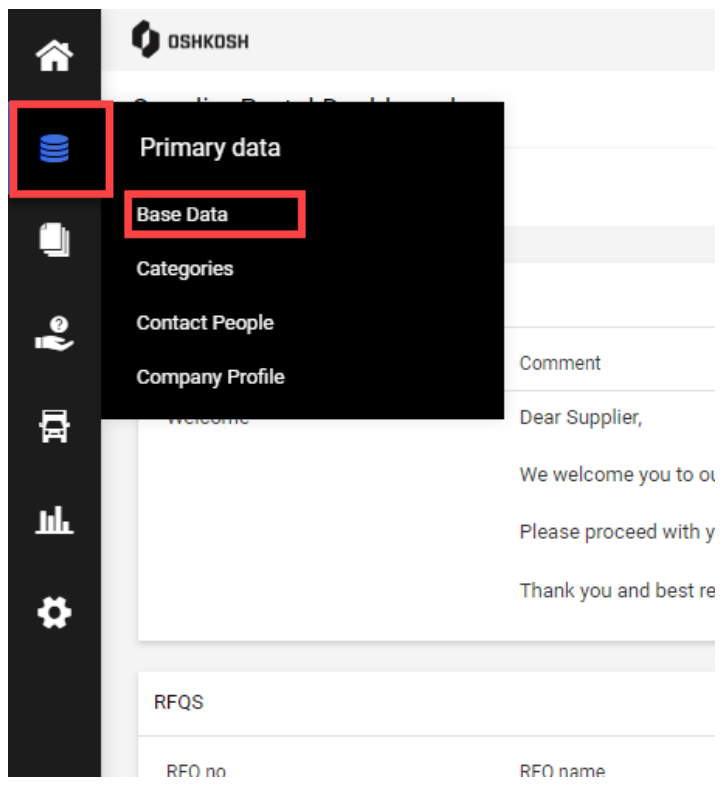 OSHKOSH
Primary data
Base Data
Categories
Contact People
Company Profile
Comment
Welcome
Dear Supplier,
We welcome you to ou
Please proceed with y
Thank you and best re
RFQS
RFQ no
RFQ name